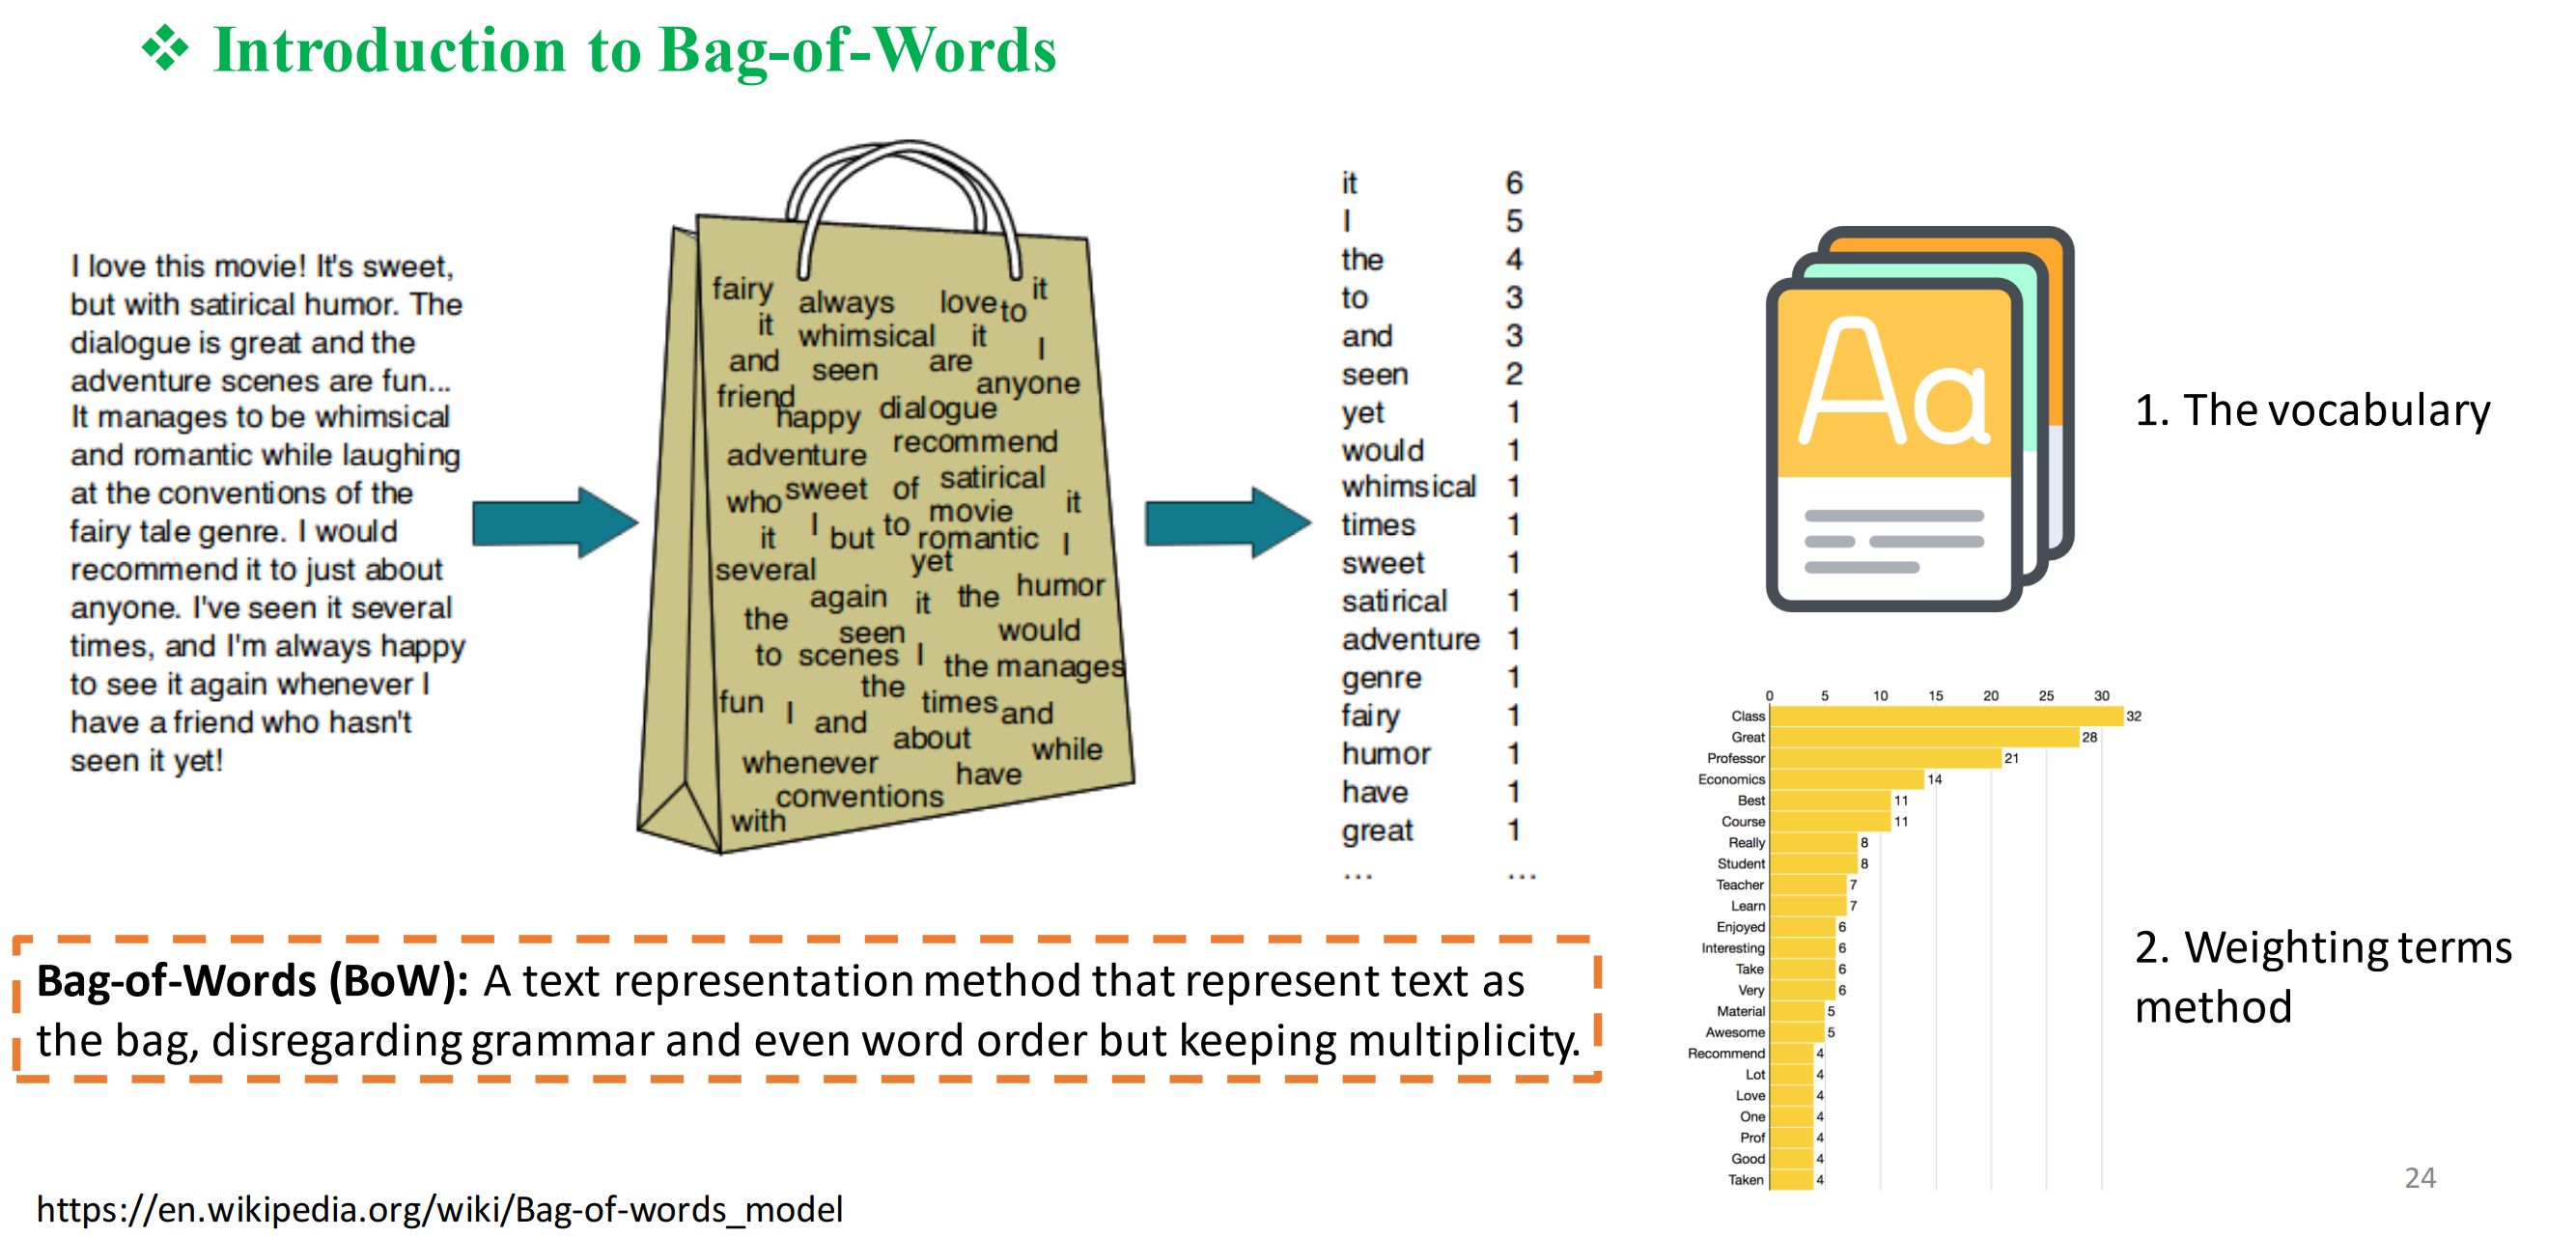 ❖ Introduction to Bag-of-Words
I love this movie! It's sweet,
but with satirical humor. The
dialogue is great and the
adventure scenes are fun...
It manages to be whimsical
and romantic while laughing
at the conventions of the
fairy tale genre. I would
recommend it to just about
anyone. I've seen it several
times, and I'm always happy
to see it again whenever I
have a friend who hasn't
seen it yet!
fairy always love to it
it whimsical it I
and seen are
friend anyone
happy dialogue
adventure recommend
who sweet of satirical
it I but to movie it
romantic I
several yet
again it the humor
the seen would
to scenes I the manages
fun the times and
I and
about while
whenever have
conventions
with
it 6
I 5
the 4
to 3
and 3
seen 2
yet 1
would 1
whimsical 1
times 1
sweet 1
satirical 1
adventure 1
genre 1
fairy 1
humor 1
have 1
great 1
... ...
Aa
1. The vocabulary
0 5 10 15 20 25 30
Class 32
Great 28
Professor 21
Economics 14
Best 11
Course 11
Really 8
Student 8
Teacher 7
Learn 7
Enjoyed 6
Interesting 6
Take 6
Very 6
Material 5
Awesome 5
Recommend 4
Lot 4
Love 4
One 4
Prof 4
Good 4
Taken 4
2. Weighting terms
method
Bag-of-Words (BoW): A text representation method that represent text as
the bag, disregarding grammar and even word order but keeping multiplicity.
https://en.wikipedia.org/wiki/Bag-of-words_model
24